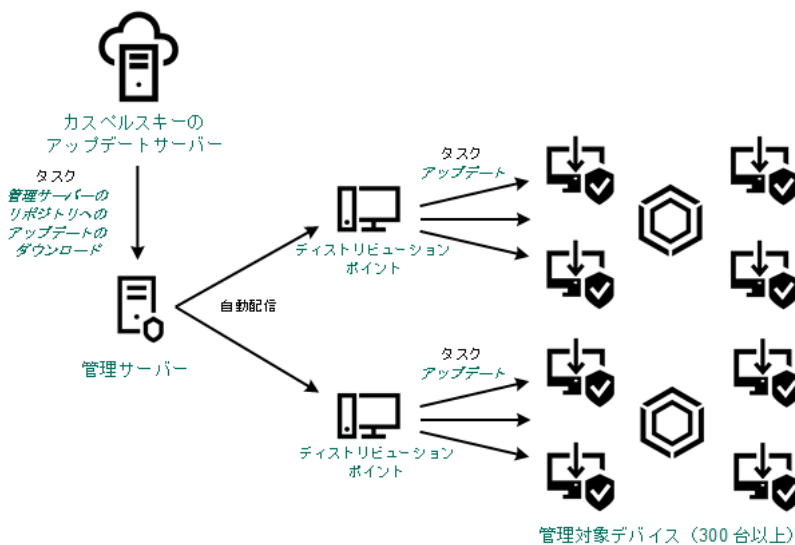 カスペルスキーの
アップデートサーバー
タスク
管理サーバーの
リポジトリへの
アップデートの
ダウンロード
管理サーバー
自動配信
ディストリビューション
ポイント
タスク
アップデート
ディストリビューション
ポイント
タスク
アップデート
管理対象デバイス（300 台以上）